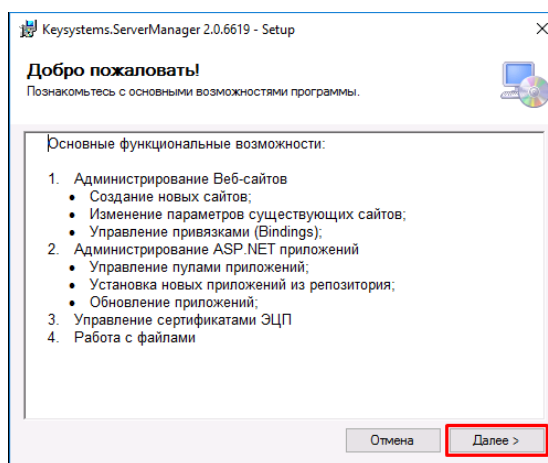 Keysystems.ServerManager 2.0.6619 - Setup
Добро пожаловать!
Познакомьтесь с основными возможностями программы.
Основные функциональные возможности:
1. Администрирование Веб-сайтов
• Создание новых сайтов;
• Изменение параметров существующих сайтов;
• Управление привязками (Bindings);
2. Администрирование ASP.NET приложений
• Управление пулами приложений;
• Установка новых приложений из репозитория;
• Обновление приложений;
3. Управление сертификатами ЭЦП
4. Работа с файлами
Отмена
Далее >